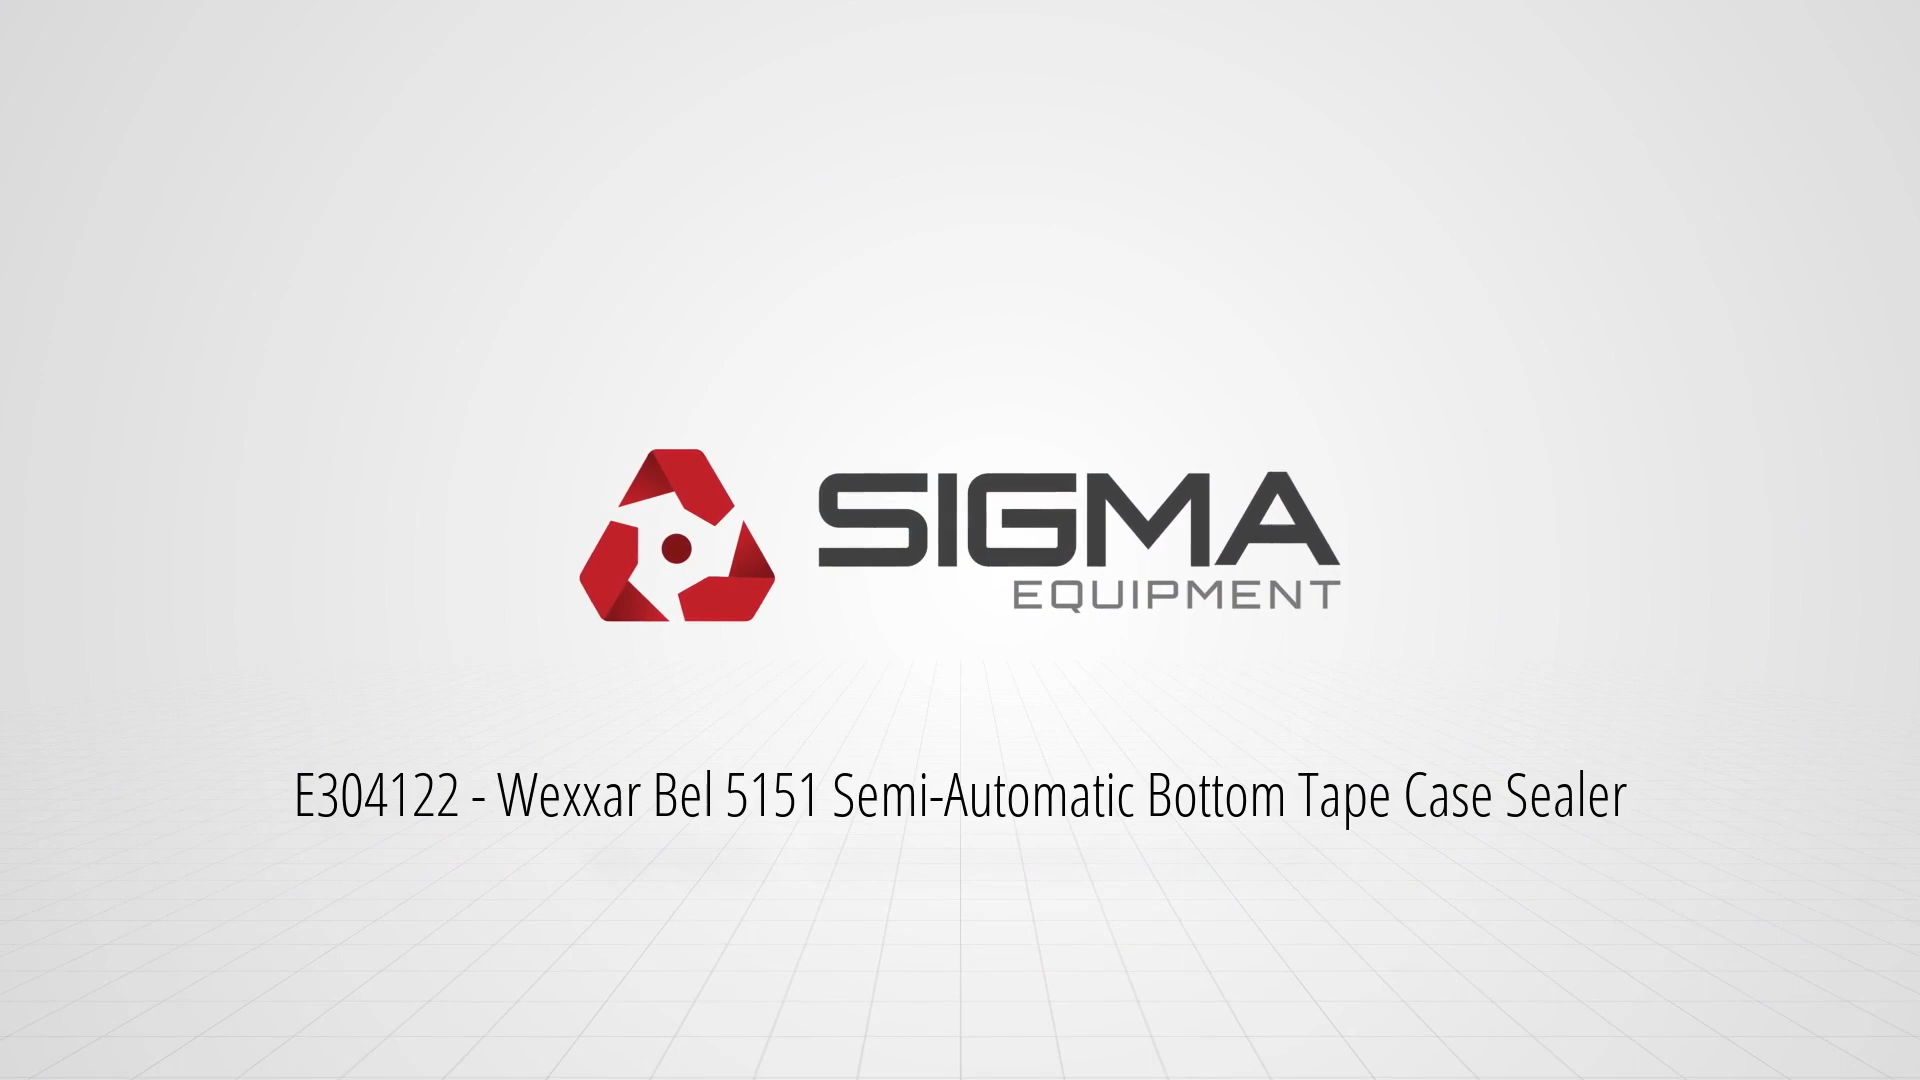 SIGMA
EQUIPMENT
E304122 - Wexxar Bel 5151 Semi-Automatic Bottom Tape Case Sealer